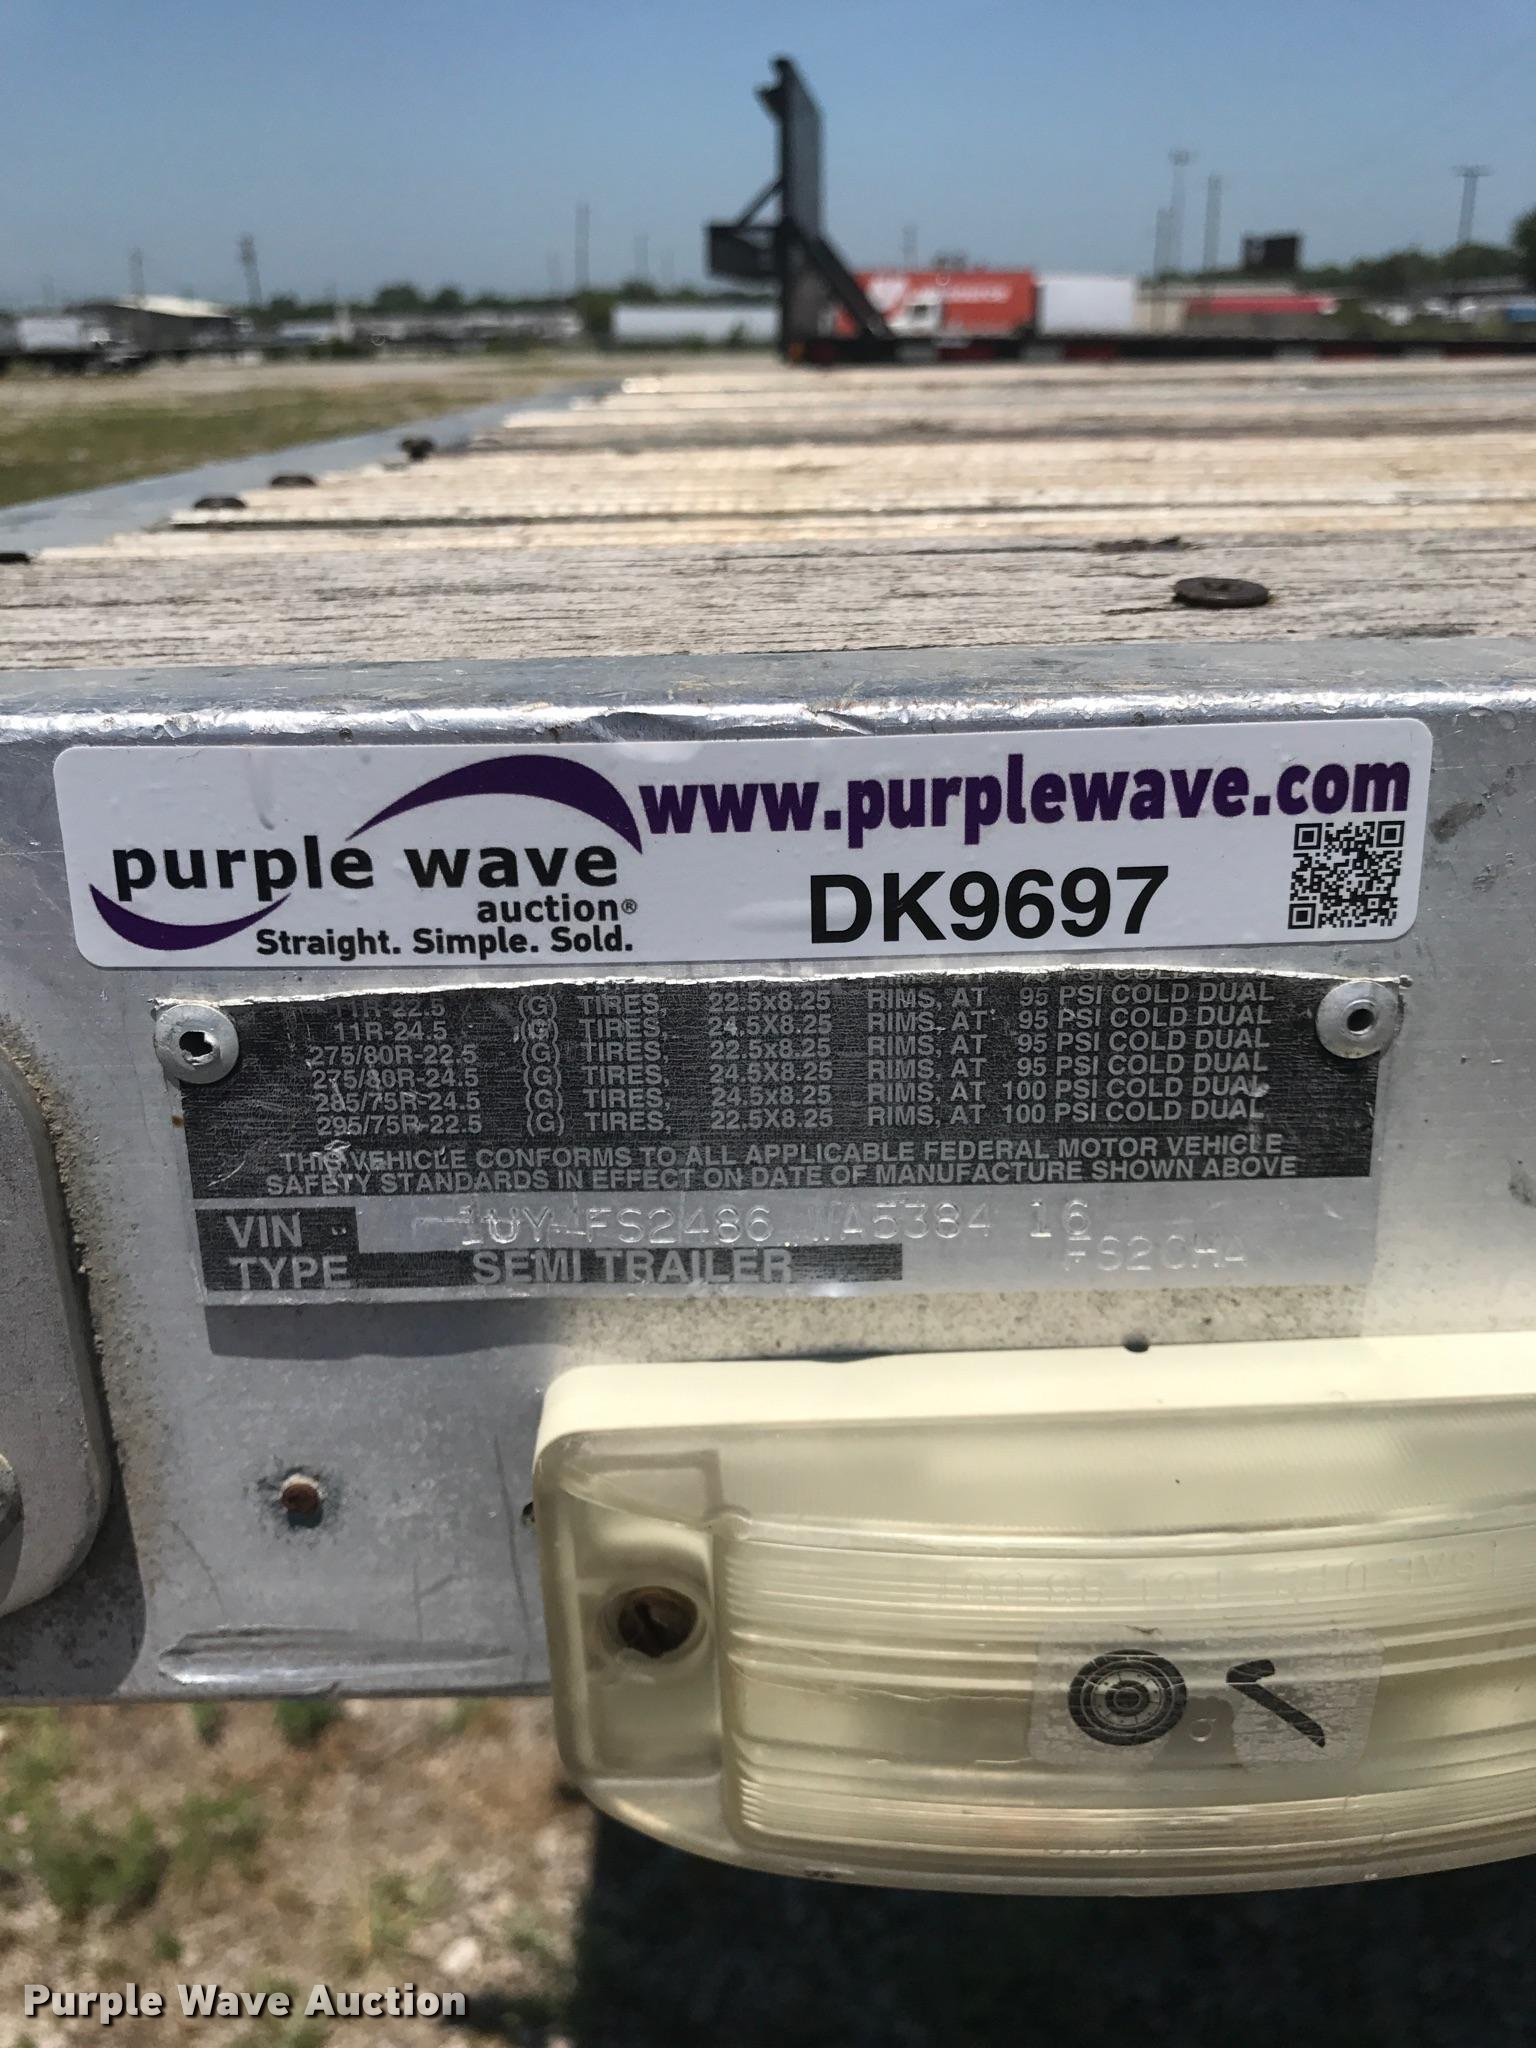 purple wave
auction®
Straight. Simple. Sold.
www.purplewave.com
DK9697
11R-22.5 (G) TIRES, 22.5x8.25 RIMS, AT 95 PSI COLD DUAL
11R-24.5 (G) TIRES, 24.5X8.25 RIMS, AT 95 PSI COLD DUAL
275/80R-22.5 (G) TIRES, 22.5x8.25 RIMS, AT 95 PSI COLD DUAL
275/80R-24.5 (G) TIRES, 24.5X8.25 RIMS, AT 95 PSI COLD DUAL
285/75R-24.5 (G) TIRES, 24.5X8.25 RIMS, AT 100 PSI COLD DUAL
295/75R-22.5 (G) TIRES, 22.5X8.25 RIMS, AT 100 PSI COLD DUAL
THIS VEHICLE CONFORMS TO ALL APPLICABLE FEDERAL MOTOR VEHICLE
SAFETY STANDARDS IN EFFECT ON DATE OF MANUFACTURE SHOWN ABOVE
VIN 1UYFS2486 WA538416
TYPE SEMI TRAILER FS2CHA
Purple Wave Auction